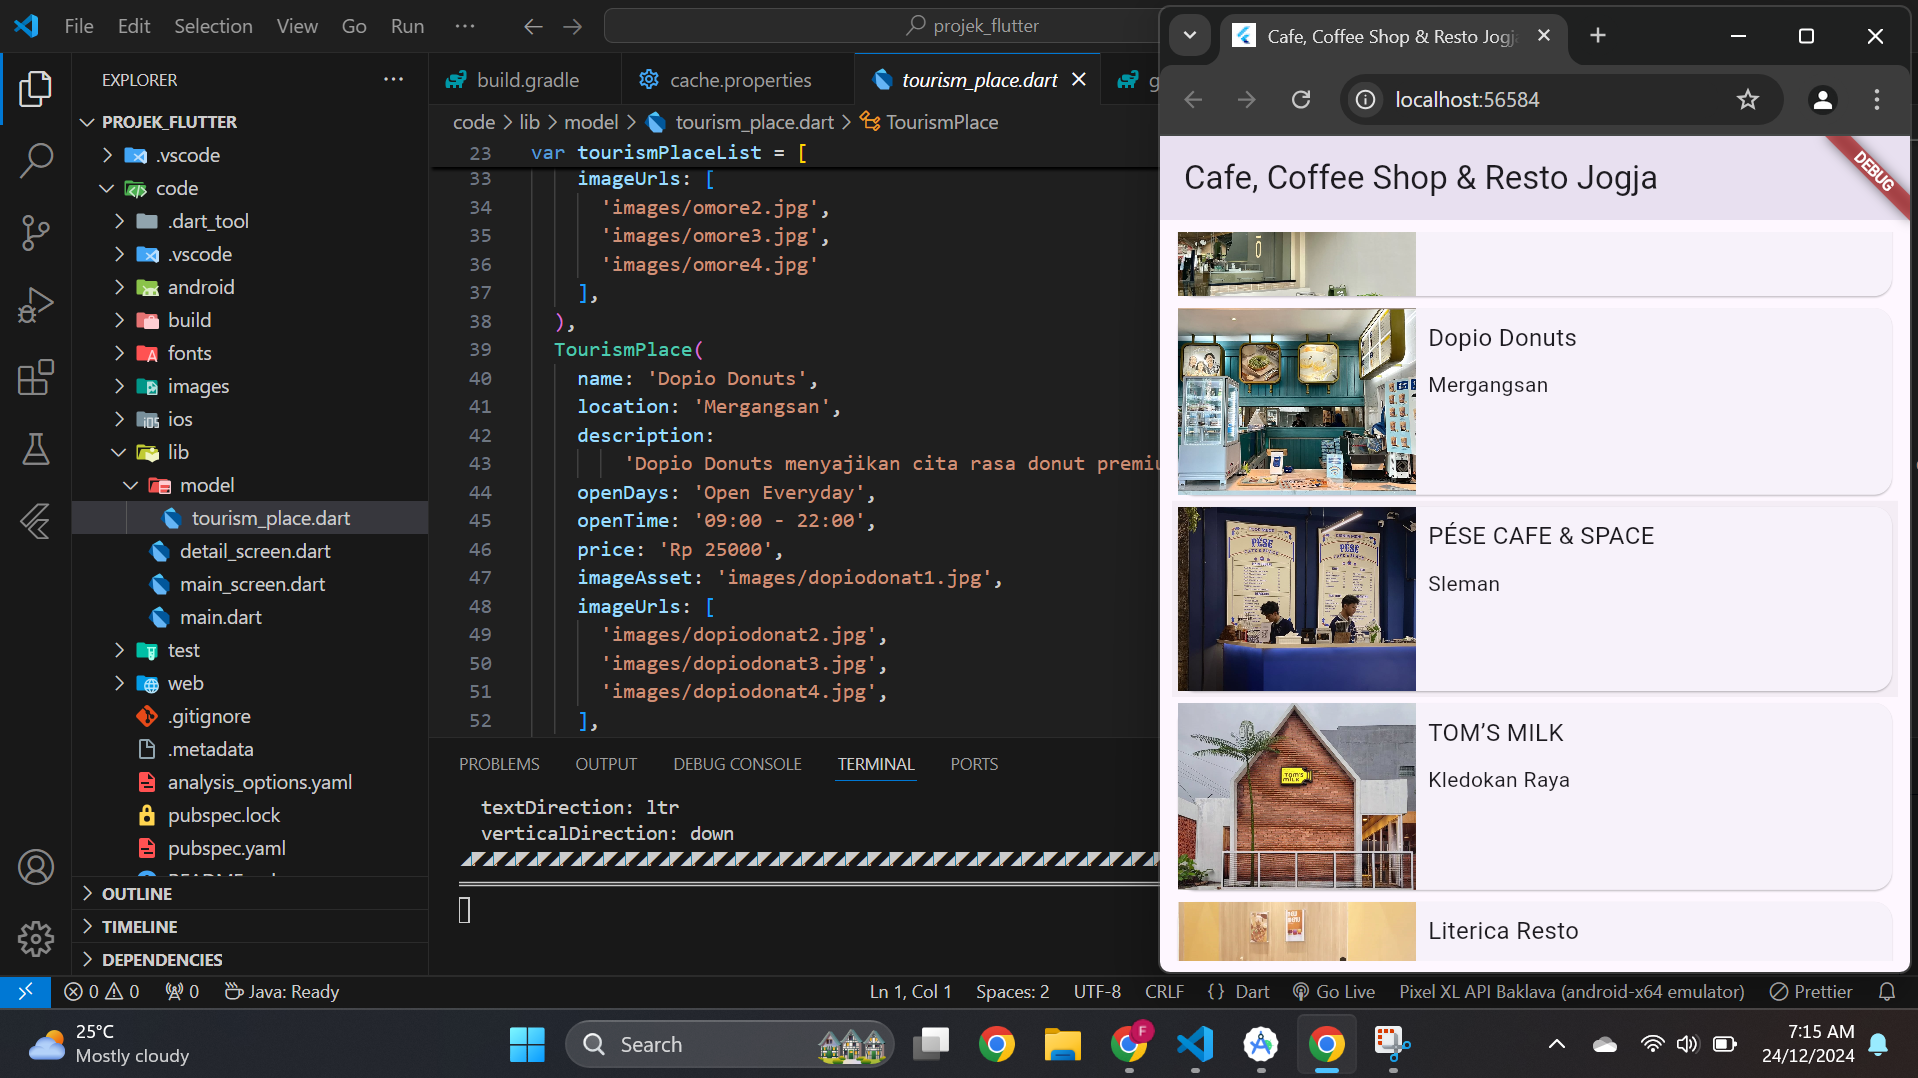 File Edit Selection View Go Run ··· projek_flutter
EXPLORER
PROJEK_FLUTTER
.vscode
code
.dart_tool
.vscode
android
build
fonts
images
ios
lib
model
tourism_place.dart
detail_screen.dart
main_screen.dart
main.dart
test
web
.gitignore
.metadata
analysis_options.yaml
pubspec.lock
pubspec.yaml
OUTLINE
TIMELINE
DEPENDENCIES
build.gradle cache.properties tourism_place.dart g
code > lib > model > tourism_place.dart > TourismPlace
23 var tourismPlaceList = [
33 imageUrls: [
34 'images/omore2.jpg',
35 'images/omore3.jpg',
36 'images/omore4.jpg'
37 ],
38 ),
39 TourismPlace(
40 name: 'Dopio Donuts',
41 location: 'Mergangsan',
42 description:
43 'Dopio Donuts menyajikan cita rasa donut premiu
44 openDays: 'Open Everyday',
45 openTime: '09:00 - 22:00',
46 price: 'Rp 25000',
47 imageAsset: 'images/dopiodonat1.jpg',
48 imageUrls: [
49 'images/dopiodonat2.jpg',
50 'images/dopiodonat3.jpg',
51 'images/dopiodonat4.jpg',
52 ],
PROBLEMS OUTPUT DEBUG CONSOLE TERMINAL PORTS
textDirection: ltr
verticalDirection: down
0 0 0 Java: Ready Ln 1, Col 1 Spaces: 2 UTF-8 CRLF {} Dart Go Live Pixel XL API Baklava (android-x64 emulator) Prettier
Cafe, Coffee Shop & Resto Jogj
localhost:56584
Cafe, Coffee Shop & Resto Jogja
DEBUG
Dopio Donuts
Mergangsan
PÉSE
PÉSE
PÉSE CAFE & SPACE
Sleman
TOM'S
MILK
TOM’S MILK
Kledokan Raya
Literica Resto
25°C
Mostly cloudy
Search
F
7:15 AM
24/12/2024